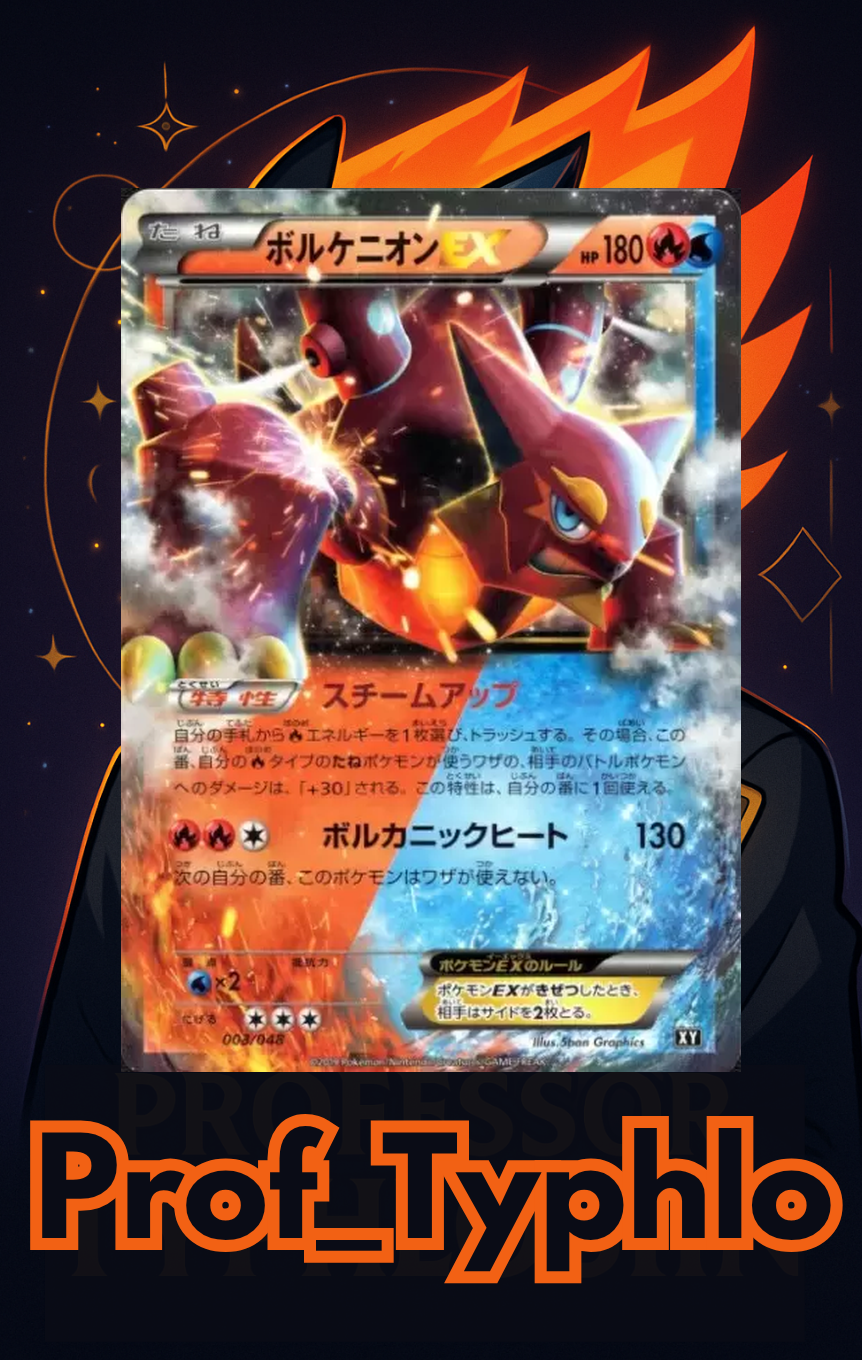 たね
ボルケニオンEX
HP 180
とくせい
特性 スチームアップ
自分の手札から エネルギーを1枚選び、トラッシュする。その場合、この
番、自分の タイプのたねポケモンが使うワザの、相手のバトルポケモン
へのダメージは、「+30」される。この特性は、自分の番に1回使える。
ボルカニックヒート 130
次の自分の番、このポケモンはワザが使えない。
弱点 抵抗力
×2
にげる
003/048
ポケモンEXのルール
ポケモンEXがきぜつしたとき、
相手はサイドを2枚とる。
Illus. 5ban Graphics
XY
PROFESSOR
Prof_Typhlo